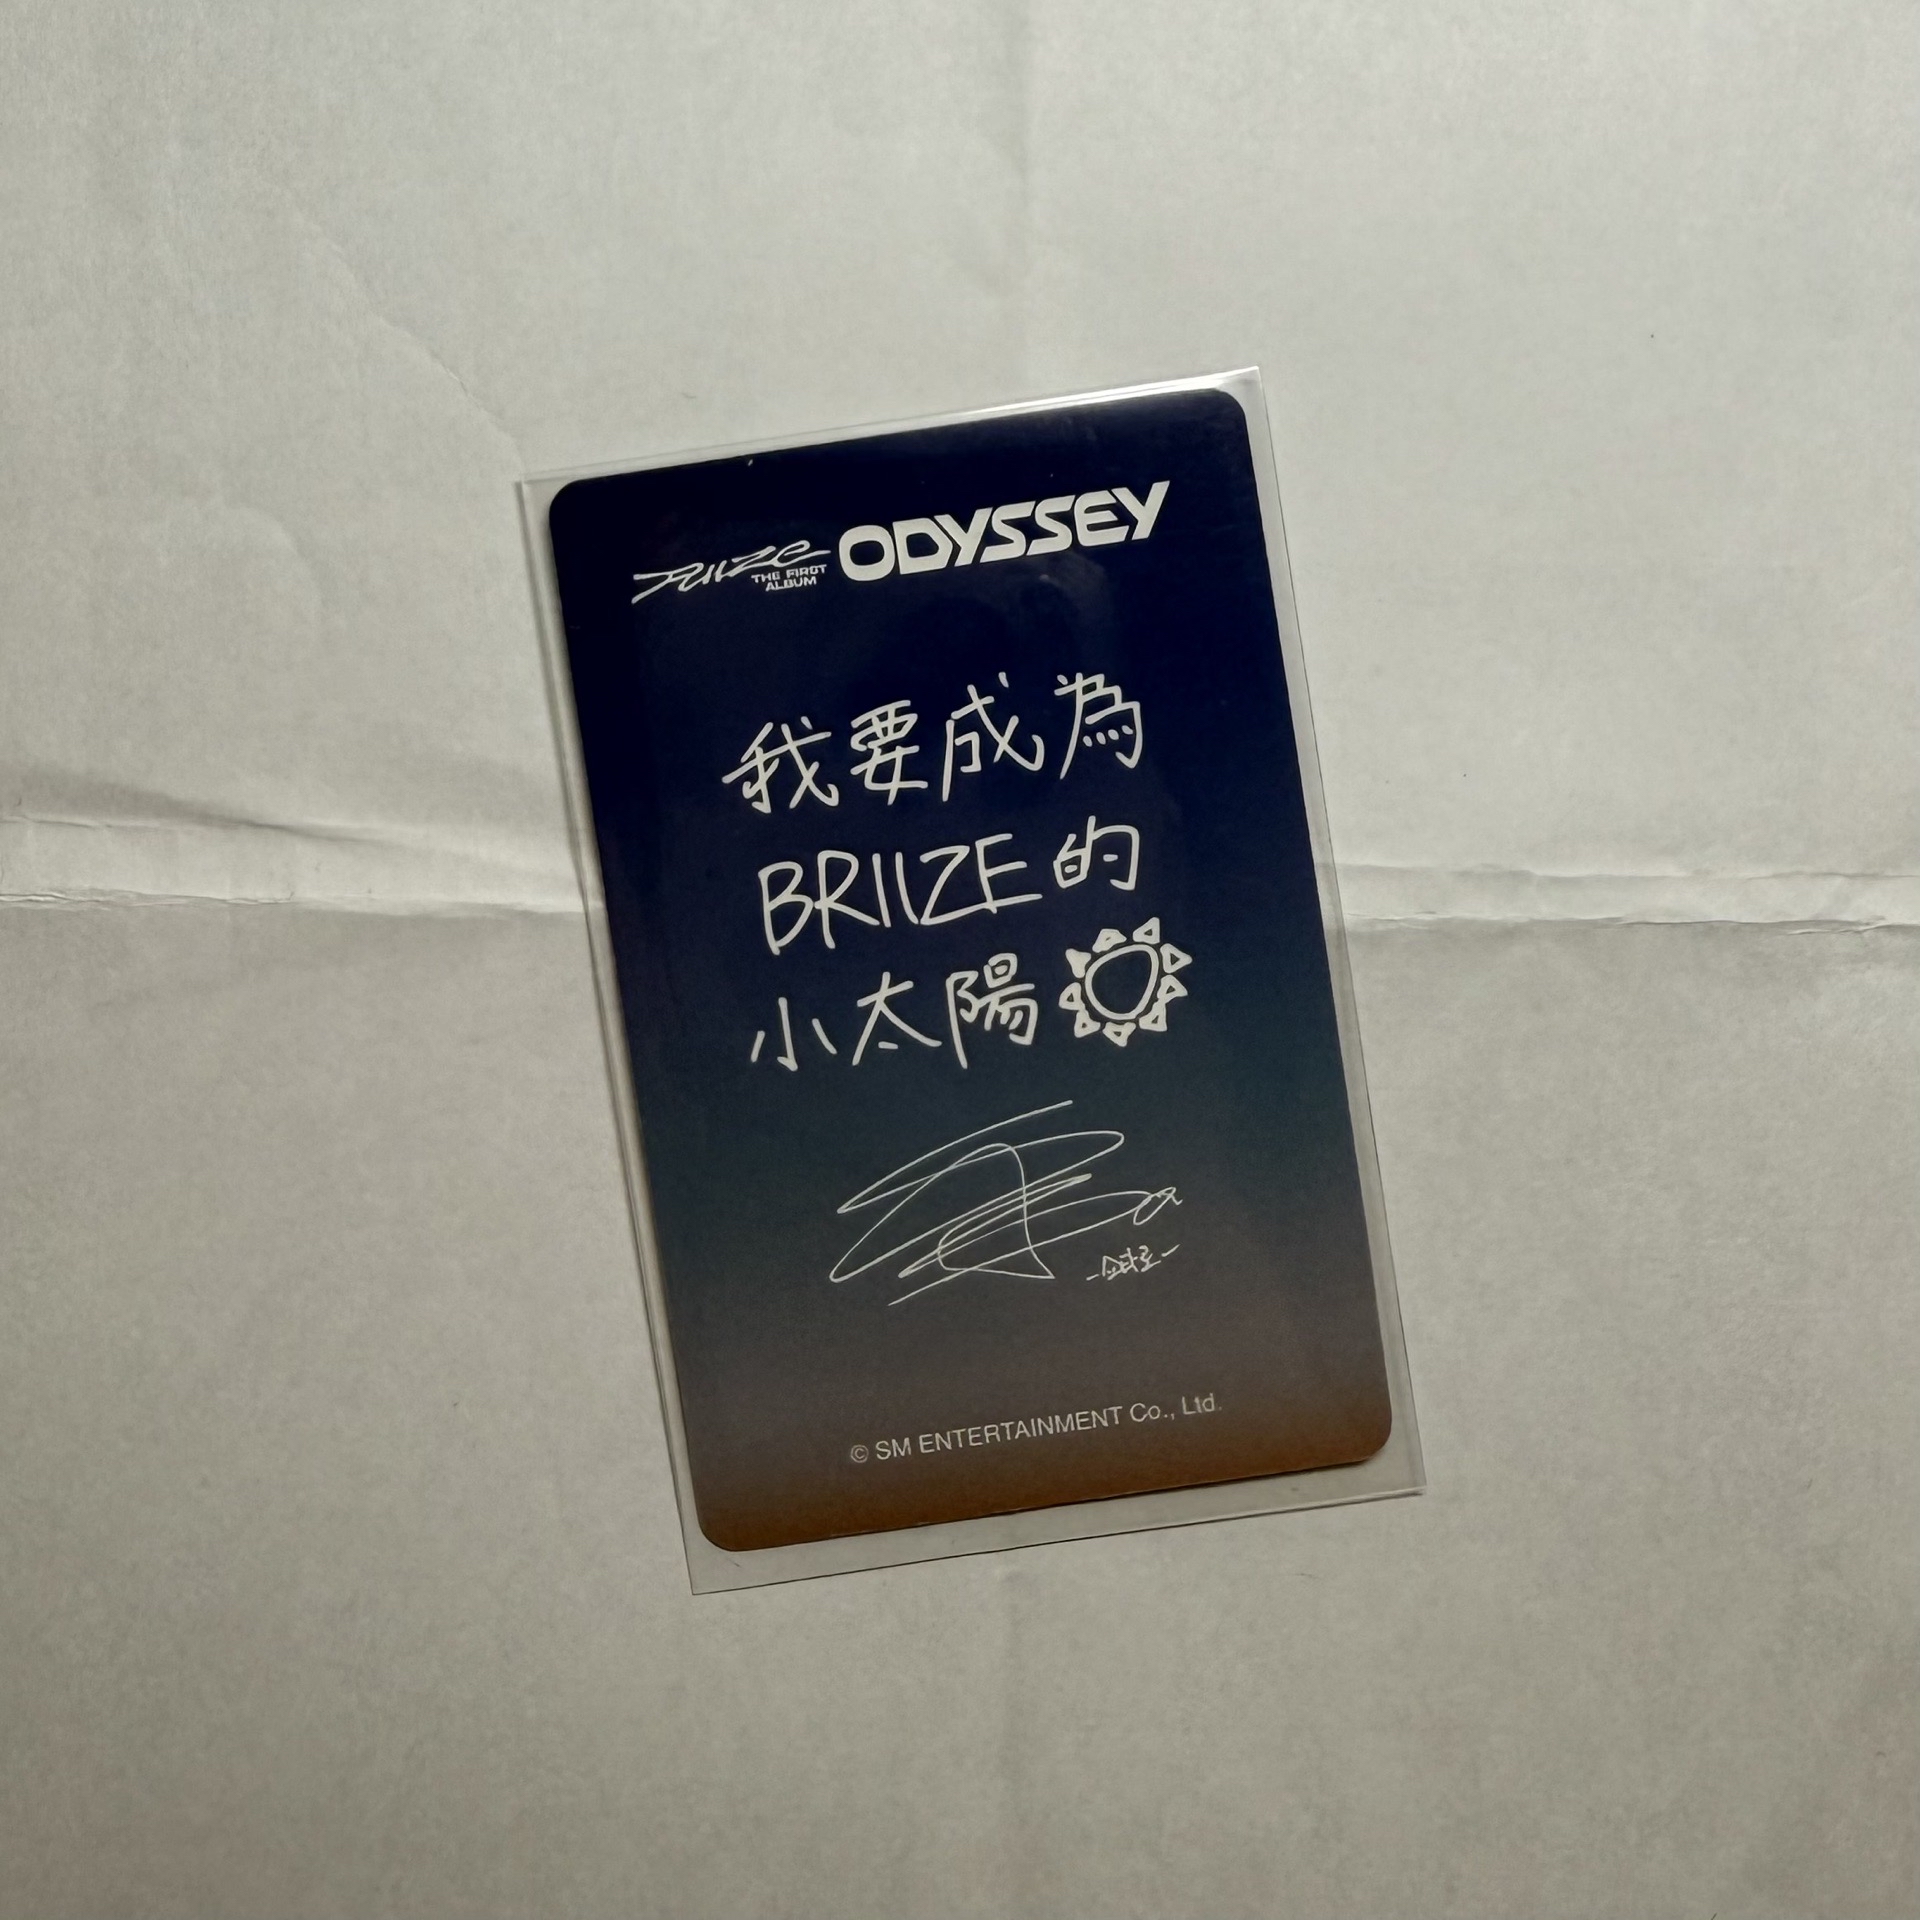 RIIZE THE FIRST ALBUM ODYSSEY
我要成為
BRIIZE的
小太陽
© SM ENTERTAINMENT Co., Ltd.